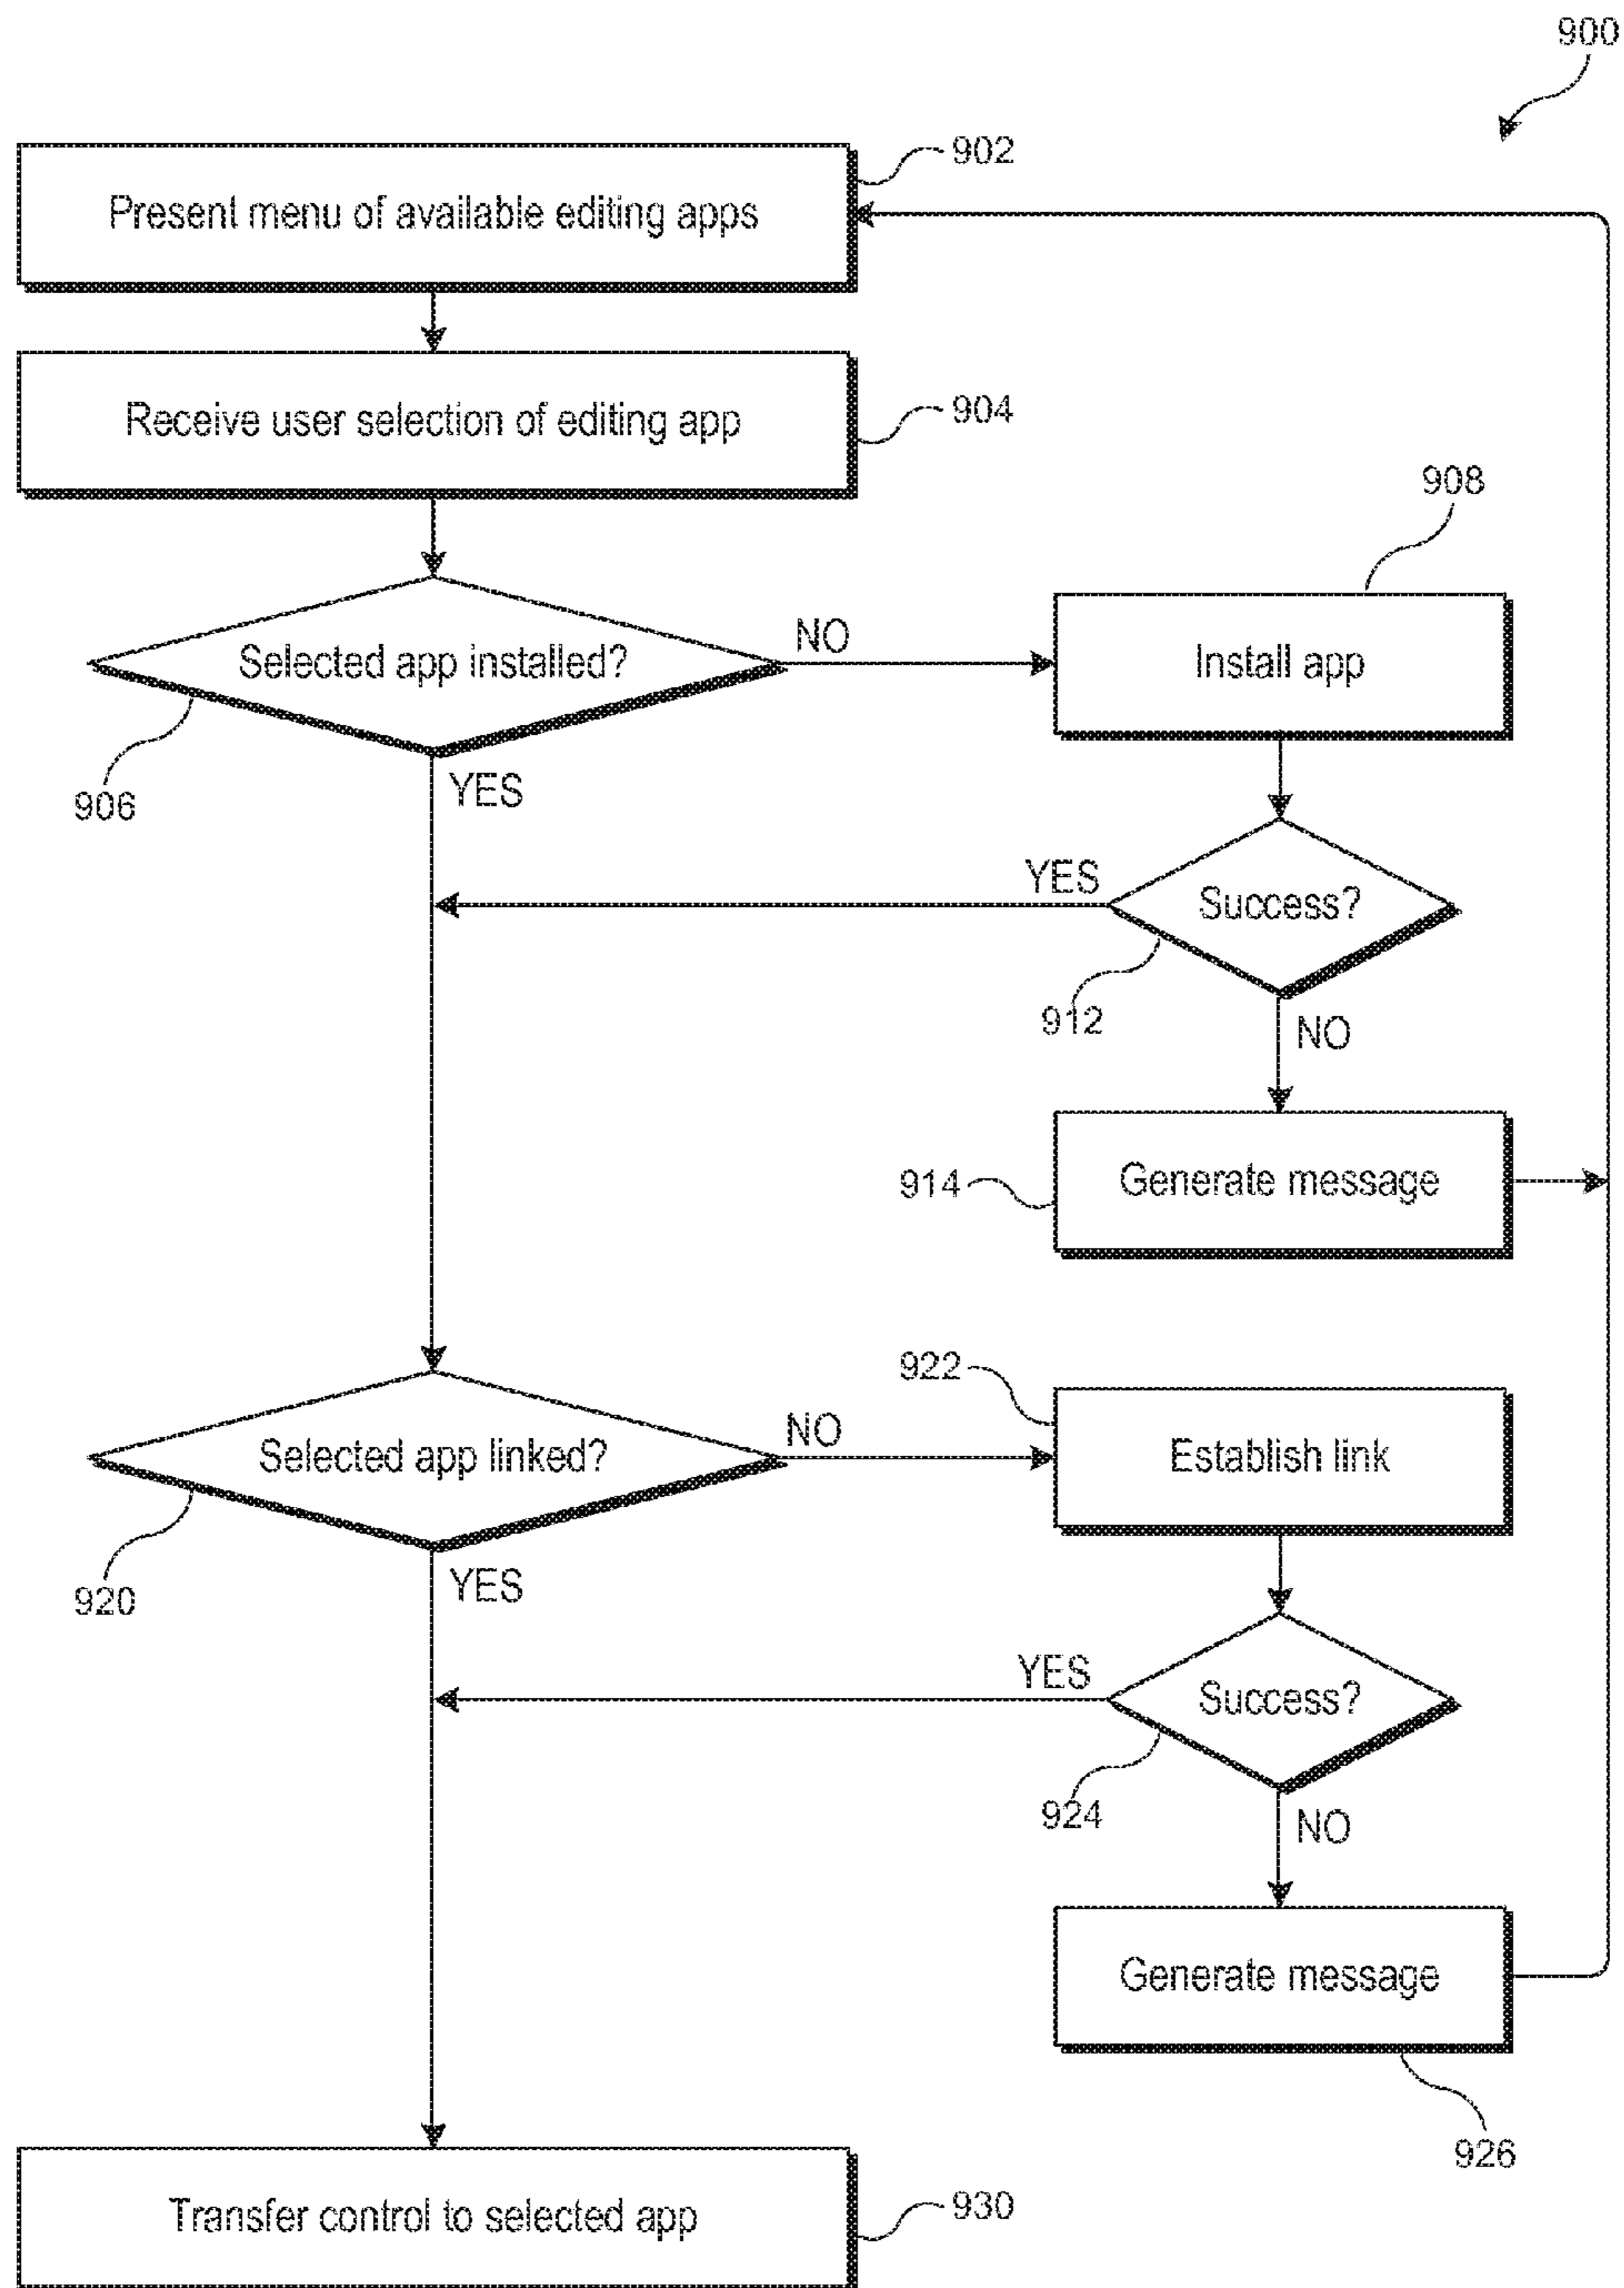 900
902
Present menu of available editing apps
Receive user selection of editing app
904
908
Selected app installed?
NO
Install app
906
YES
YES
Success?
912
NO
914
Generate message
922
Selected app linked?
NO
Establish link
920
YES
YES
Success?
924
NO
Generate message
926
Transfer control to selected app
930